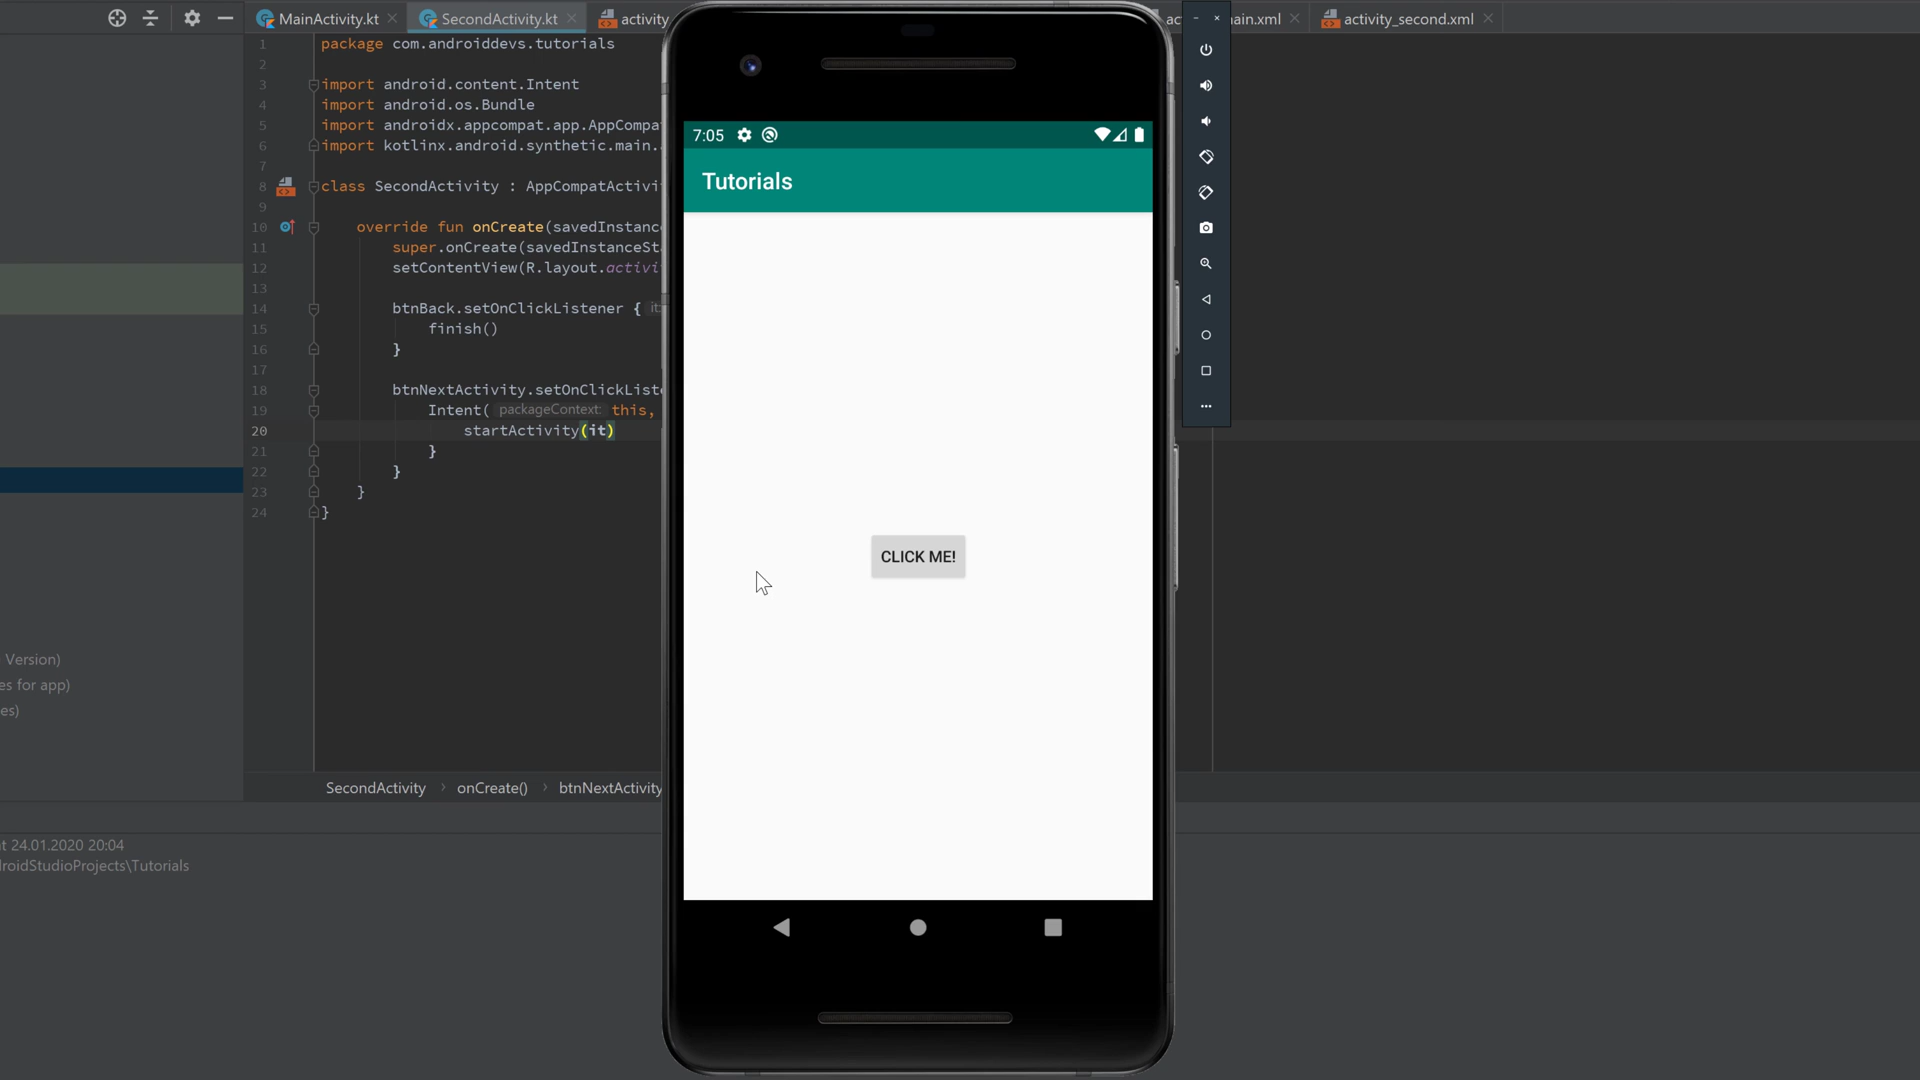 MainActivity.kt
SecondActivity.kt
activity
ain.xml
activity_second.xml
1 package com.androiddevs.tutorials
2
3 import android.content.Intent
4 import android.os.Bundle
5 import androidx.appcompat.app.AppCompa
6 import kotlinx.android.synthetic.main.
7
8 class SecondActivity : AppCompatActivi
9
10 override fun onCreate(savedInstance
11 super.onCreate(savedInstanceSt
12 setContentView(R.layout.activi
13
14 btnBack.setOnClickListener { it:
15 finish()
16 }
17
18 btnNextActivity.setOnClickListe
19 Intent( packageContext: this,
20 startActivity(it)
21 }
22 }
23 }
24 }
7:05
Tutorials
CLICK ME!
Version)
es for app)
es)
SecondActivity › onCreate() › btnNextActivity
at 24.01.2020 20:04
droidStudioProjects\Tutorials